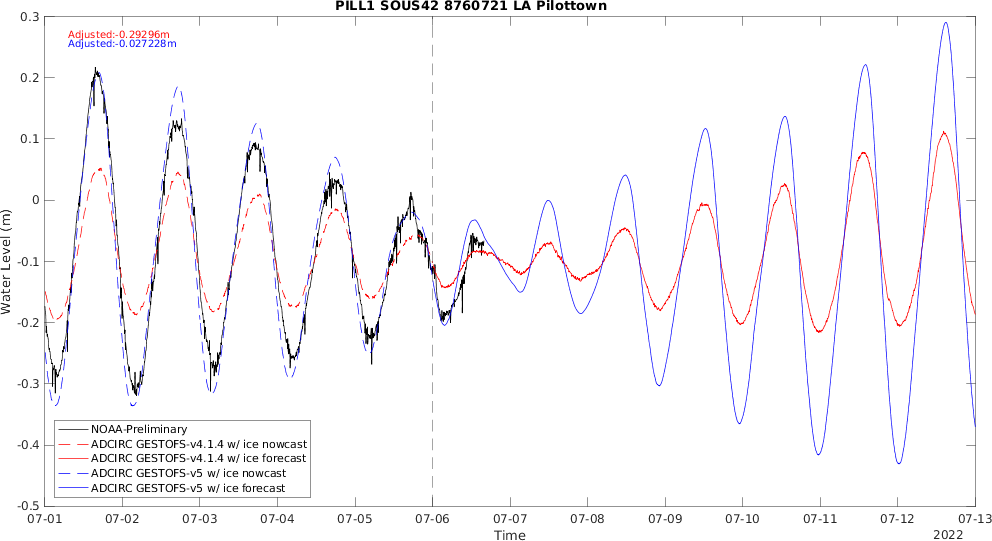 PILL1 SOUS42 8760721 LA Pilottown
Adjusted:-0.29296m
Adjusted:-0.027228m
0.3
0.2
0.1
0
-0.1
-0.2
-0.3
-0.4
-0.5
Water Level (m)
NOAA-Preliminary
ADCIRC GESTOFS-v4.1.4 w/ ice nowcast
ADCIRC GESTOFS-v4.1.4 w/ ice forecast
ADCIRC GESTOFS-v5 w/ ice nowcast
ADCIRC GESTOFS-v5 w/ ice forecast
07-01 07-02 07-03 07-04 07-05 07-06 07-07 07-08 07-09 07-10 07-11 07-12 07-13
Time
2022